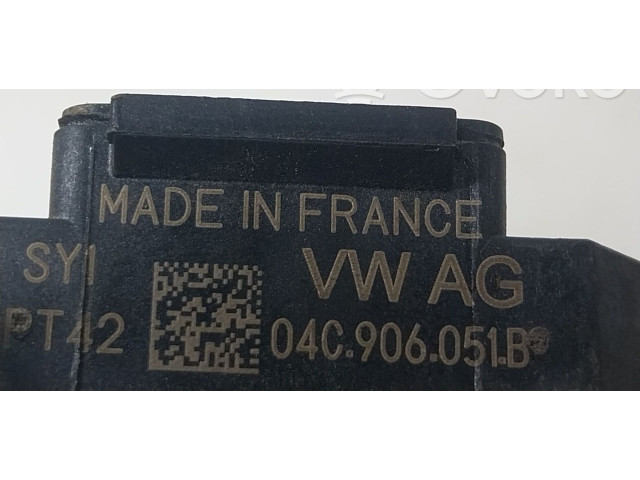 MADE IN FRANCE
SY1 VW AG
PT42 04C.906.051.B